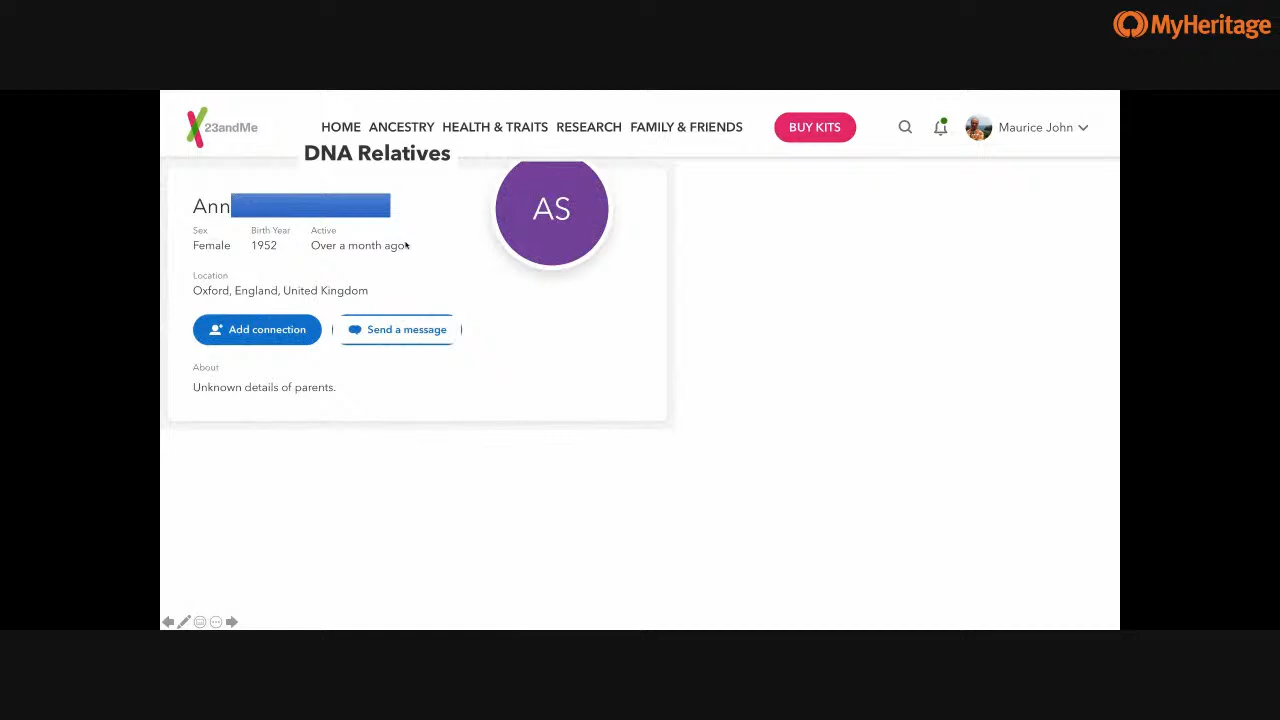 MyHeritage
23andMe
HOME ANCESTRY HEALTH & TRAITS RESEARCH FAMILY & FRIENDS BUY KITS Maurice John
DNA Relatives
Ann
AS
Sex Birth Year Active
Female 1952 Over a month ago
Location
Oxford, England, United Kingdom
Add connection Send a message
About
Unknown details of parents.